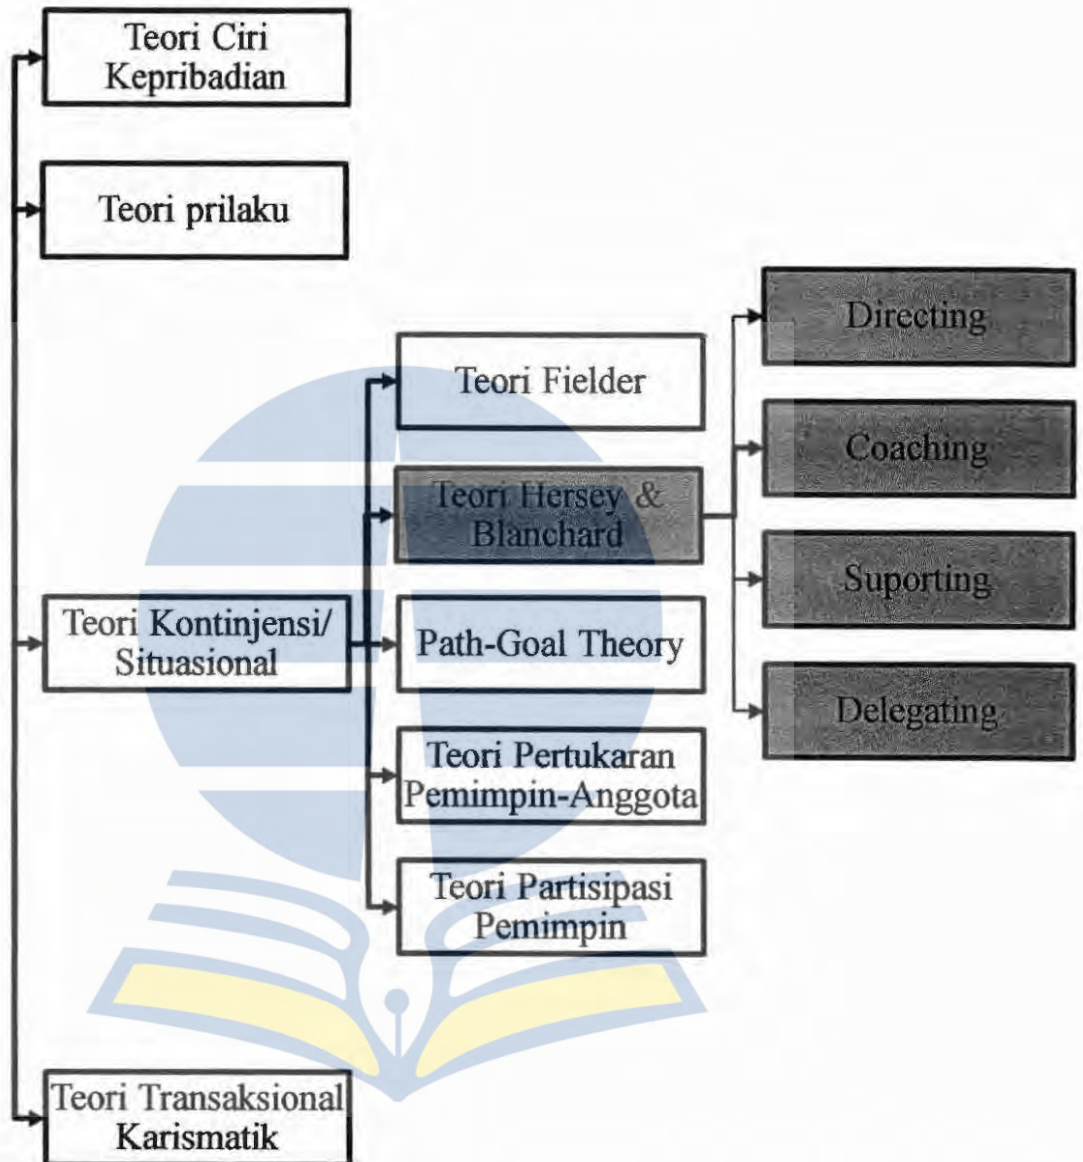 Teori Ciri
Kepribadian
Teori prilaku
Teori Kontinjensi/
Situasional
Teori Transaksional
Karismatik
Teori Fielder
Teori Hersey &
Blanchard
Path-Goal Theory
Teori Pertukaran
Pemimpin-Anggota
Teori Partisipasi
Pemimpin
Directing
Coaching
Suporting
Delegating